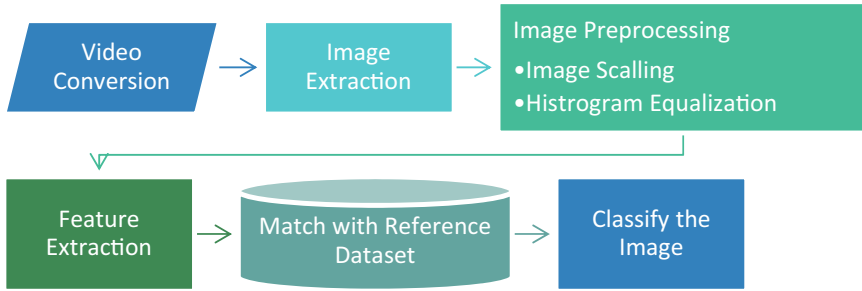 Video
Conversion
Image
Extraction
Image Preprocessing
•Image Scalling
•Histrogram Equalization
Feature
Extraction
Match with Reference
Dataset
Classify the
Image